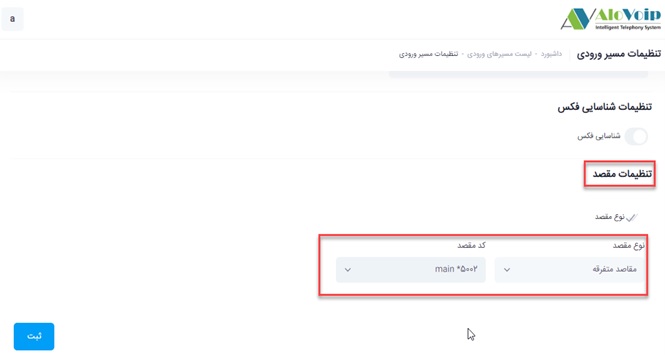 a
AloVoip
Intelligent Telephony System
تنظیمات مسیر ورودی
داشبورد - لیست مسیرهای ورودی - تنظیمات مسیر ورودی
تنظیمات شناسایی فکس
شناسایی فکس
تنظیمات مقصد
نوع مقصد
نوع مقصد
کد مقصد
مقاصد متفرقه
main *۵۰۰۲
ثبت